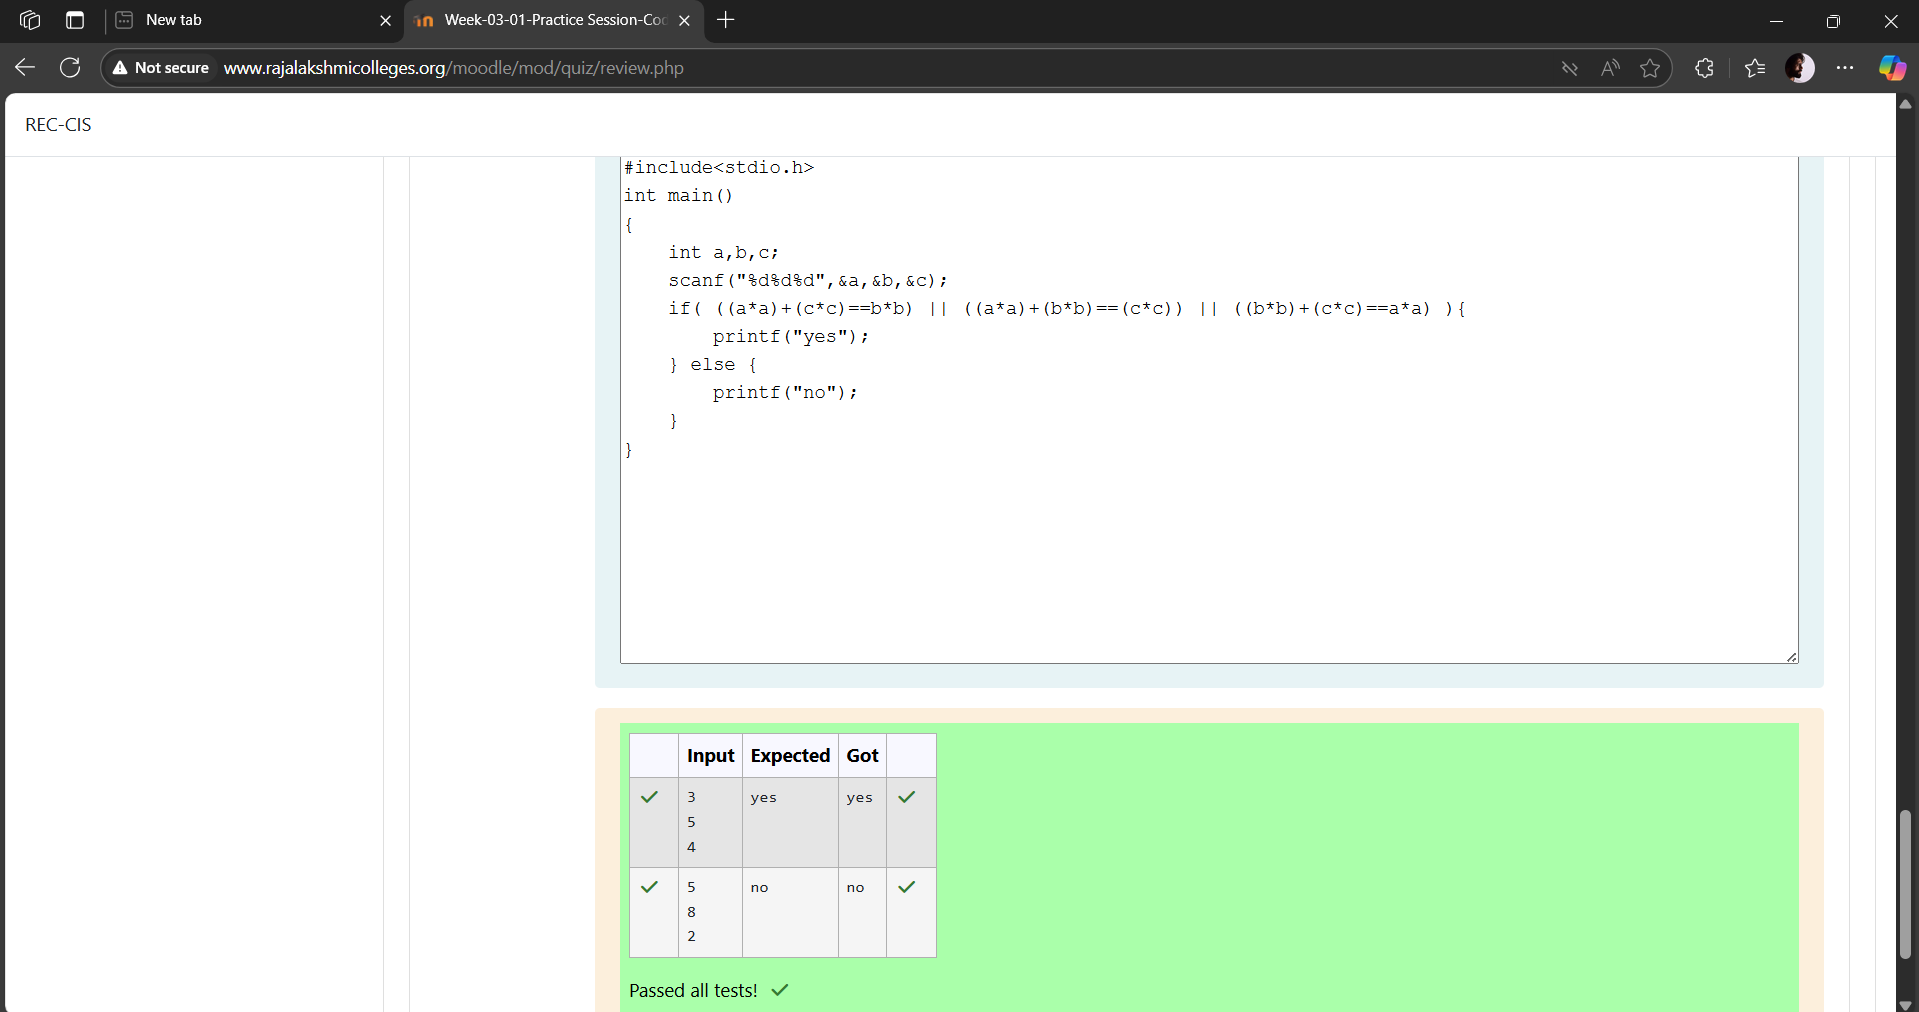 New tab
Week-03-01-Practice Session-Co
Not secure www.rajalakshmicolleges.org/moodle/mod/quiz/review.php
REC-CIS
#include<stdio.h>
int main()
{
    int a,b,c;
    scanf("%d%d%d",&a,&b,&c);
    if( ((a*a)+(c*c)==b*b) || ((a*a)+(b*b)==(c*c)) || ((b*b)+(c*c)==a*a) ){
        printf("yes");
    } else {
        printf("no");
    }
}
Input Expected Got
3 yes yes
5
4
5 no no
8
2
Passed all tests!